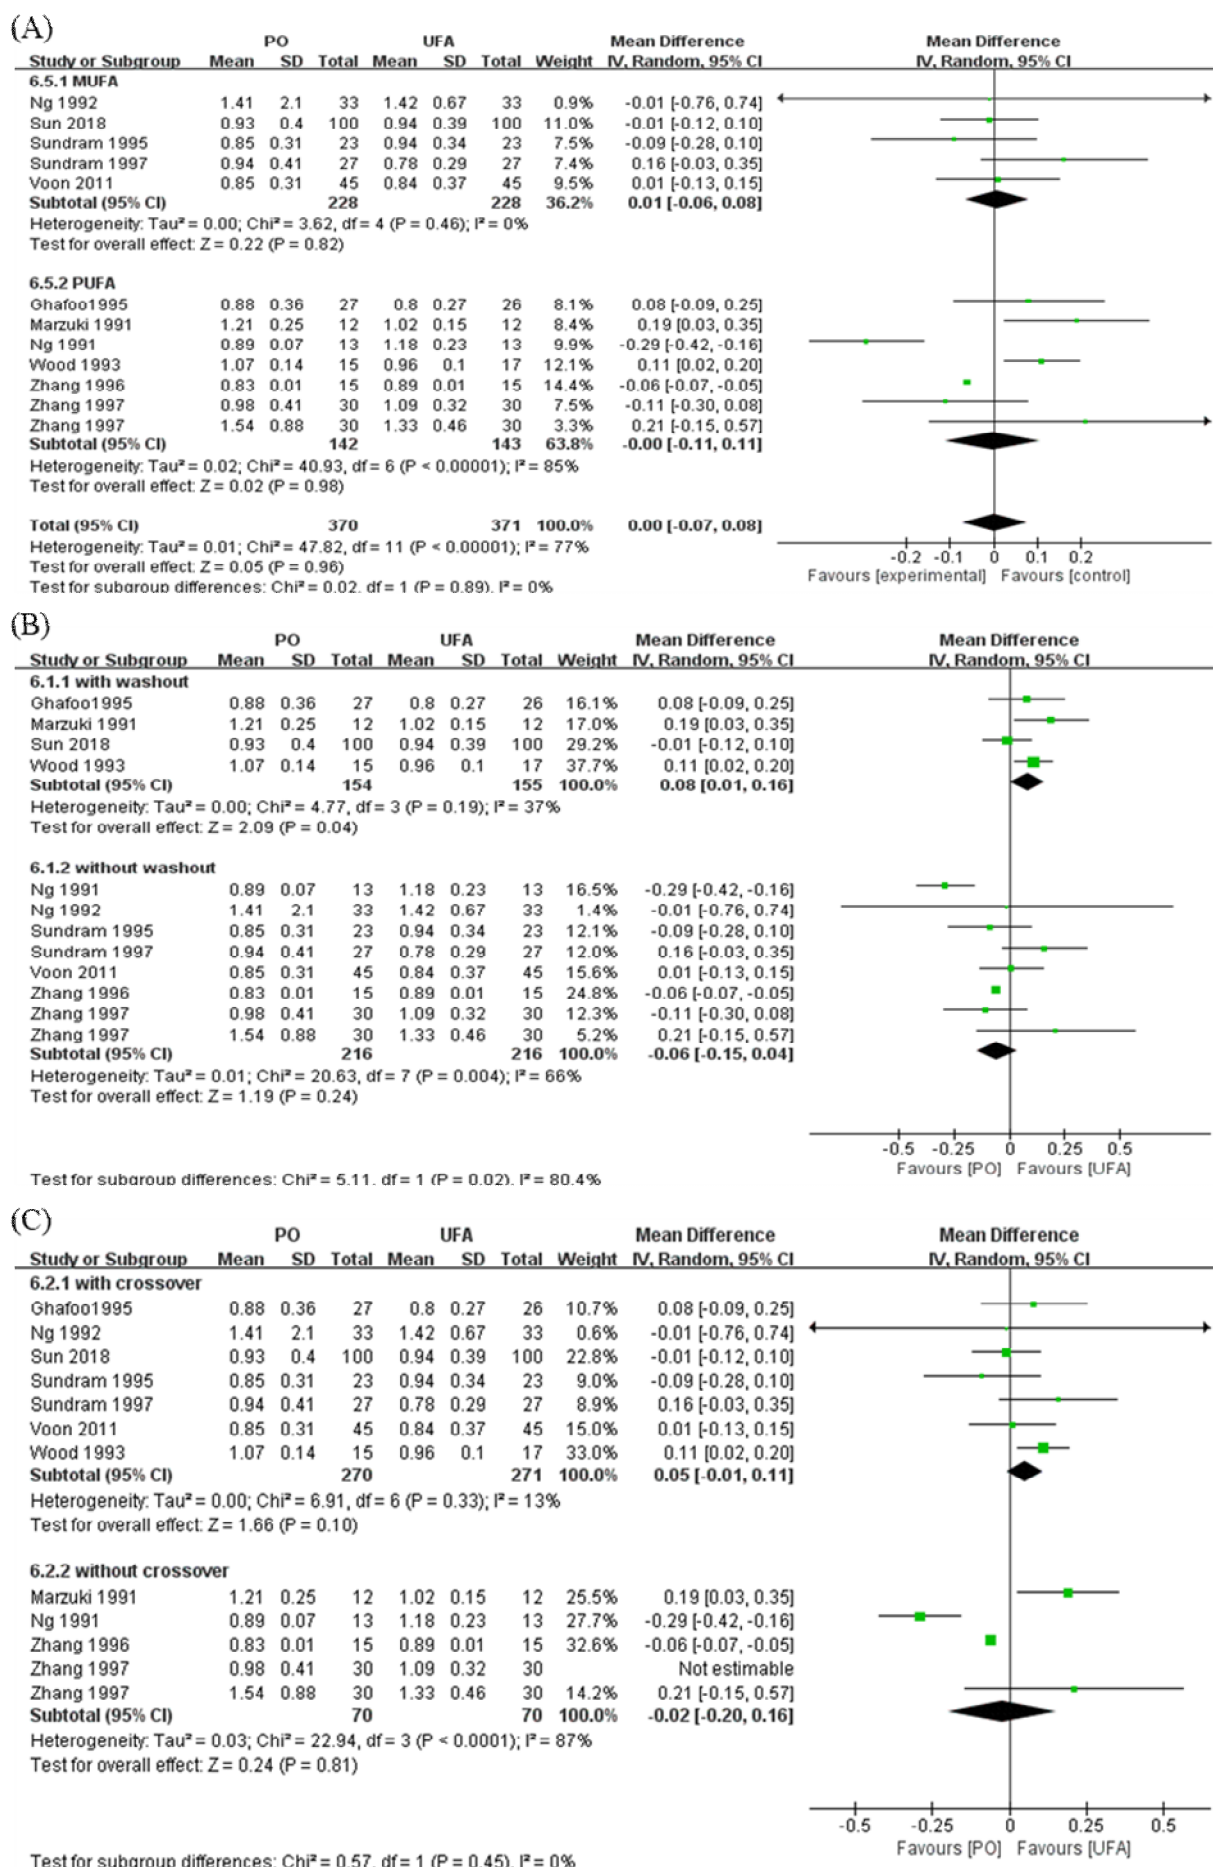 (A)
PO UFA Mean Difference Mean Difference
Study or Subgroup Mean SD Total Mean SD Total Weight IV, Random, 95% CI IV, Random, 95% CI
6.5.1 MUFA
Ng 1992 1.41 2.1 33 1.42 0.67 33 0.9% -0.01 [-0.76, 0.74]
Sun 2018 0.93 0.4 100 0.94 0.39 100 11.0% -0.01 [-0.12, 0.10]
Sundram 1995 0.85 0.31 23 0.94 0.34 23 7.5% -0.09 [-0.28, 0.10]
Sundram 1997 0.94 0.41 27 0.78 0.29 27 7.4% 0.16 [-0.03, 0.35]
Voon 2011 0.85 0.31 45 0.84 0.37 45 9.5% 0.01 [-0.13, 0.15]
Subtotal (95% CI) 228 228 36.2% 0.01 [-0.06, 0.08]
Heterogeneity: Tau² = 0.00; Chi² = 3.62, df = 4 (P = 0.46); I² = 0%
Test for overall effect: Z = 0.22 (P = 0.82)
6.5.2 PUFA
Ghafoo1995 0.88 0.36 27 0.8 0.27 26 8.1% 0.08 [-0.09, 0.25]
Marzuki 1991 1.21 0.25 12 1.02 0.15 12 8.4% 0.19 [0.03, 0.35]
Ng 1991 0.89 0.07 13 1.18 0.23 13 9.9% -0.29 [-0.42, -0.16]
Wood 1993 1.07 0.14 15 0.96 0.1 17 12.1% 0.11 [0.02, 0.20]
Zhang 1996 0.83 0.01 15 0.89 0.01 15 14.4% -0.06 [-0.07, -0.05]
Zhang 1997 0.98 0.41 30 1.09 0.32 30 7.5% -0.11 [-0.30, 0.08]
Zhang 1997 1.54 0.88 30 1.33 0.46 30 3.3% 0.21 [-0.15, 0.57]
Subtotal (95% CI) 142 143 63.8% -0.00 [-0.11, 0.11]
Heterogeneity: Tau² = 0.02; Chi² = 40.93, df = 6 (P < 0.00001); I² = 85%
Test for overall effect: Z = 0.02 (P = 0.98)
Total (95% CI) 370 371 100.0% 0.00 [-0.07, 0.08]
Heterogeneity: Tau² = 0.01; Chi² = 47.82, df = 11 (P < 0.00001); I² = 77%
Test for overall effect: Z = 0.05 (P = 0.96)
Test for subgroup differences: Chi² = 0.02, df = 1 (P = 0.89), I² = 0%
-0.2 -0.1 0 0.1 0.2
Favours [experimental] Favours [control]
(B)
PO UFA Mean Difference Mean Difference
Study or Subgroup Mean SD Total Mean SD Total Weight IV, Random, 95% CI IV, Random, 95% CI
6.1.1 with washout
Ghafoo1995 0.88 0.36 27 0.8 0.27 26 16.1% 0.08 [-0.09, 0.25]
Marzuki 1991 1.21 0.25 12 1.02 0.15 12 17.0% 0.19 [0.03, 0.35]
Sun 2018 0.93 0.4 100 0.94 0.39 100 29.2% -0.01 [-0.12, 0.10]
Wood 1993 1.07 0.14 15 0.96 0.1 17 37.7% 0.11 [0.02, 0.20]
Subtotal (95% CI) 154 155 100.0% 0.08 [0.01, 0.16]
Heterogeneity: Tau² = 0.00; Chi² = 4.77, df = 3 (P = 0.19); I² = 37%
Test for overall effect: Z = 2.09 (P = 0.04)
6.1.2 without washout
Ng 1991 0.89 0.07 13 1.18 0.23 13 16.5% -0.29 [-0.42, -0.16]
Ng 1992 1.41 2.1 33 1.42 0.67 33 1.4% -0.01 [-0.76, 0.74]
Sundram 1995 0.85 0.31 23 0.94 0.34 23 12.1% -0.09 [-0.28, 0.10]
Sundram 1997 0.94 0.41 27 0.78 0.29 27 12.0% 0.16 [-0.03, 0.35]
Voon 2011 0.85 0.31 45 0.84 0.37 45 15.6% 0.01 [-0.13, 0.15]
Zhang 1996 0.83 0.01 15 0.89 0.01 15 24.8% -0.06 [-0.07, -0.05]
Zhang 1997 0.98 0.41 30 1.09 0.32 30 12.3% -0.11 [-0.30, 0.08]
Zhang 1997 1.54 0.88 30 1.33 0.46 30 5.2% 0.21 [-0.15, 0.57]
Subtotal (95% CI) 216 216 100.0% -0.06 [-0.15, 0.04]
Heterogeneity: Tau² = 0.01; Chi² = 20.63, df = 7 (P = 0.004); I² = 66%
Test for overall effect: Z = 1.19 (P = 0.24)
-0.5 -0.25 0 0.25 0.5
Favours [PO] Favours [UFA]
Test for subgroup differences: Chi² = 5.11, df = 1 (P = 0.02), I² = 80.4%
(C)
PO UFA Mean Difference Mean Difference
Study or Subgroup Mean SD Total Mean SD Total Weight IV, Random, 95% CI IV, Random, 95% CI
6.2.1 with crossover
Ghafoo1995 0.88 0.36 27 0.8 0.27 26 10.7% 0.08 [-0.09, 0.25]
Ng 1992 1.41 2.1 33 1.42 0.67 33 0.6% -0.01 [-0.76, 0.74]
Sun 2018 0.93 0.4 100 0.94 0.39 100 22.8% -0.01 [-0.12, 0.10]
Sundram 1995 0.85 0.31 23 0.94 0.34 23 9.0% -0.09 [-0.28, 0.10]
Sundram 1997 0.94 0.41 27 0.78 0.29 27 8.9% 0.16 [-0.03, 0.35]
Voon 2011 0.85 0.31 45 0.84 0.37 45 15.0% 0.01 [-0.13, 0.15]
Wood 1993 1.07 0.14 15 0.96 0.1 17 33.0% 0.11 [0.02, 0.20]
Subtotal (95% CI) 270 271 100.0% 0.05 [-0.01, 0.11]
Heterogeneity: Tau² = 0.00; Chi² = 6.91, df = 6 (P = 0.33); I² = 13%
Test for overall effect: Z = 1.66 (P = 0.10)
6.2.2 without crossover
Marzuki 1991 1.21 0.25 12 1.02 0.15 12 25.5% 0.19 [0.03, 0.35]
Ng 1991 0.89 0.07 13 1.18 0.23 13 27.7% -0.29 [-0.42, -0.16]
Zhang 1996 0.83 0.01 15 0.89 0.01 15 32.6% -0.06 [-0.07, -0.05]
Zhang 1997 0.98 0.41 30 1.09 0.32 30 Not estimable
Zhang 1997 1.54 0.88 30 1.33 0.46 30 14.2% 0.21 [-0.15, 0.57]
Subtotal (95% CI) 70 70 100.0% -0.02 [-0.20, 0.16]
Heterogeneity: Tau² = 0.03; Chi² = 22.94, df = 3 (P < 0.0001); I² = 87%
Test for overall effect: Z = 0.24 (P = 0.81)
-0.5 -0.25 0 0.25 0.5
Favours [PO] Favours [UFA]
Test for subgroup differences: Chi² = 0.57, df = 1 (P = 0.45), I² = 0%